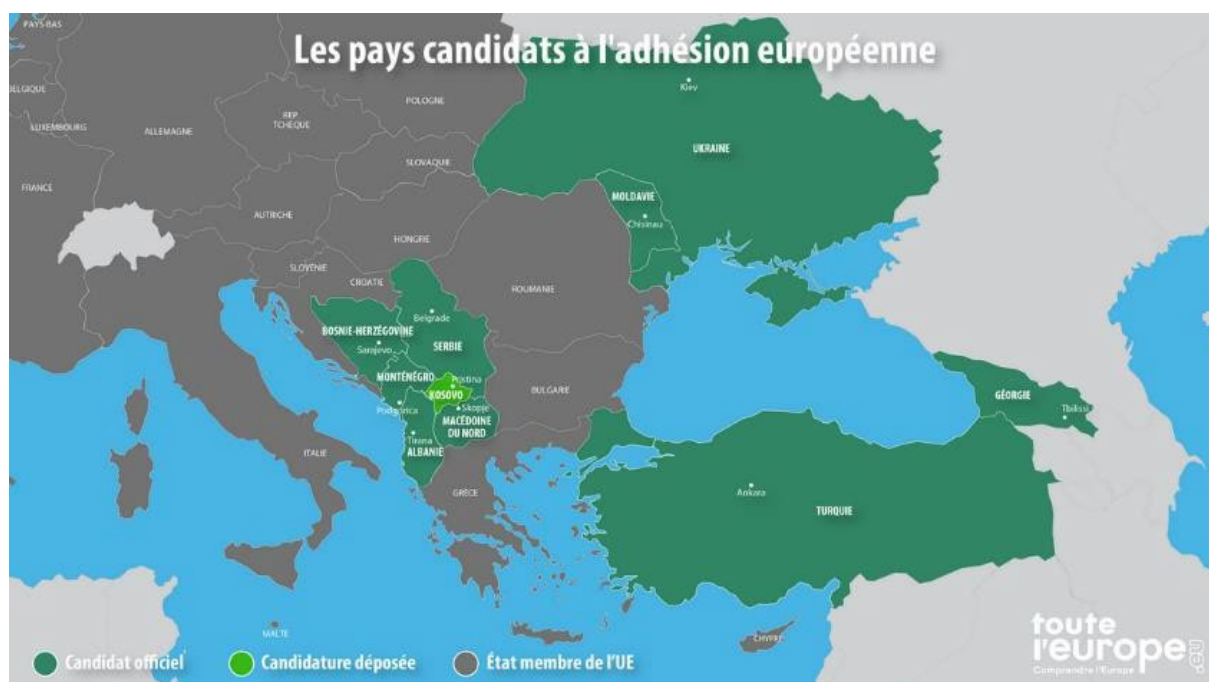 Les pays candidats à l'adhésion européenne
PAYS-BAS
BELGIQUE
LUXEMBOURG
ALLEMAGNE
REP TCHÈQUE
POLOGNE
SLOVAQUIE
FRANCE
AUTRICHE
HONGRIE
SLOVÉNIE
CROATIE
ROUMANIE
BULGARIE
ITALIE
GRÈCE
MALTE
CHYPRE
Kiev
UKRAINE
MOLDAVIE
Chisinau
BOSNIE-HERZÉGOVINE
Sarajevo
Belgrade
SERBIE
MONTÉNÉGRO
Podgorica
Pristina
KOSOVO
Skopje
MACÉDOINE
DU NORD
Tirana
ALBANIE
GÉORGIE
Tbilissi
Ankara
TURQUIE
Candidat officiel
Candidature déposée
État membre de l'UE
toute
l'europe.eu
Comprendre l'Europe